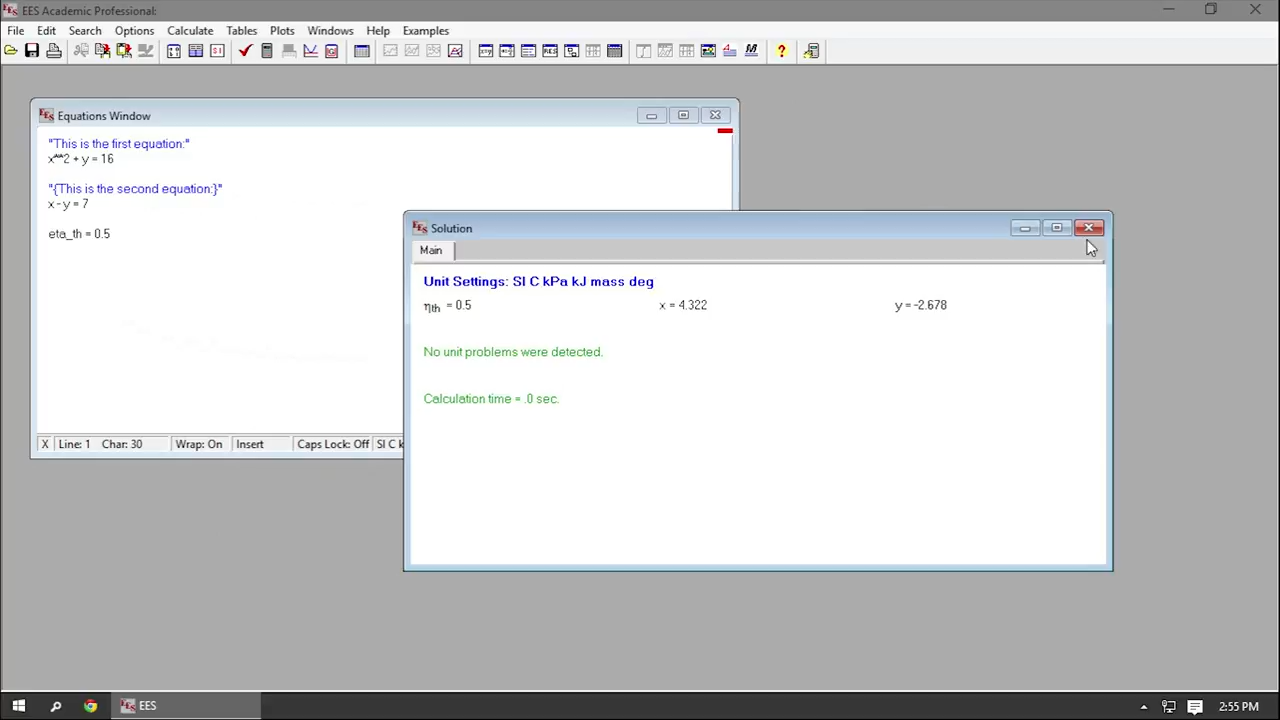 EES Academic Professional:
File Edit Search Options Calculate Tables Plots Windows Help Examples
Equations Window
"This is the first equation:"
x**2 + y = 16
"{This is the second equation:}"
x - y = 7
eta_th = 0.5
X Line: 1 Char: 30 Wrap: On Insert Caps Lock: Off SI C k
Solution
Main
Unit Settings: SI C kPa kJ mass deg
ηth = 0.5 x = 4.322 y = -2.678
No unit problems were detected.
Calculation time = .0 sec.
EES 2:55 PM